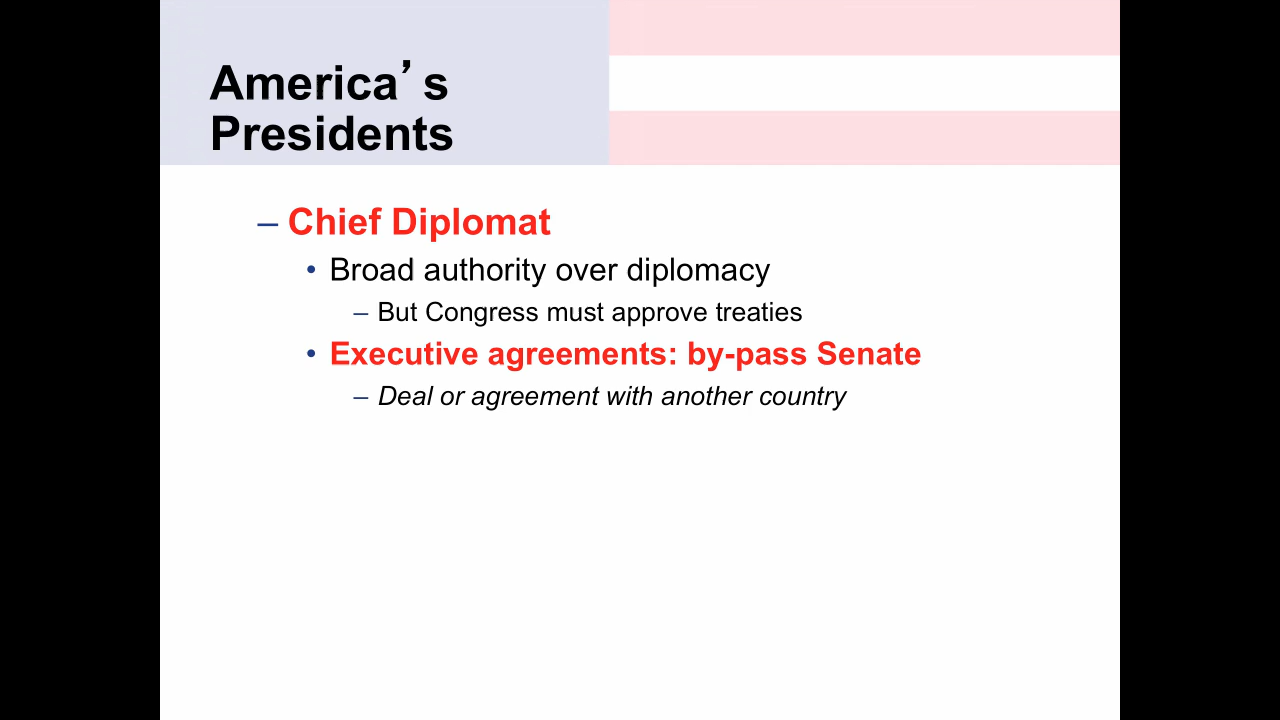 America’s
Presidents
– Chief Diplomat
• Broad authority over diplomacy
– But Congress must approve treaties
• Executive agreements: by-pass Senate
– Deal or agreement with another country